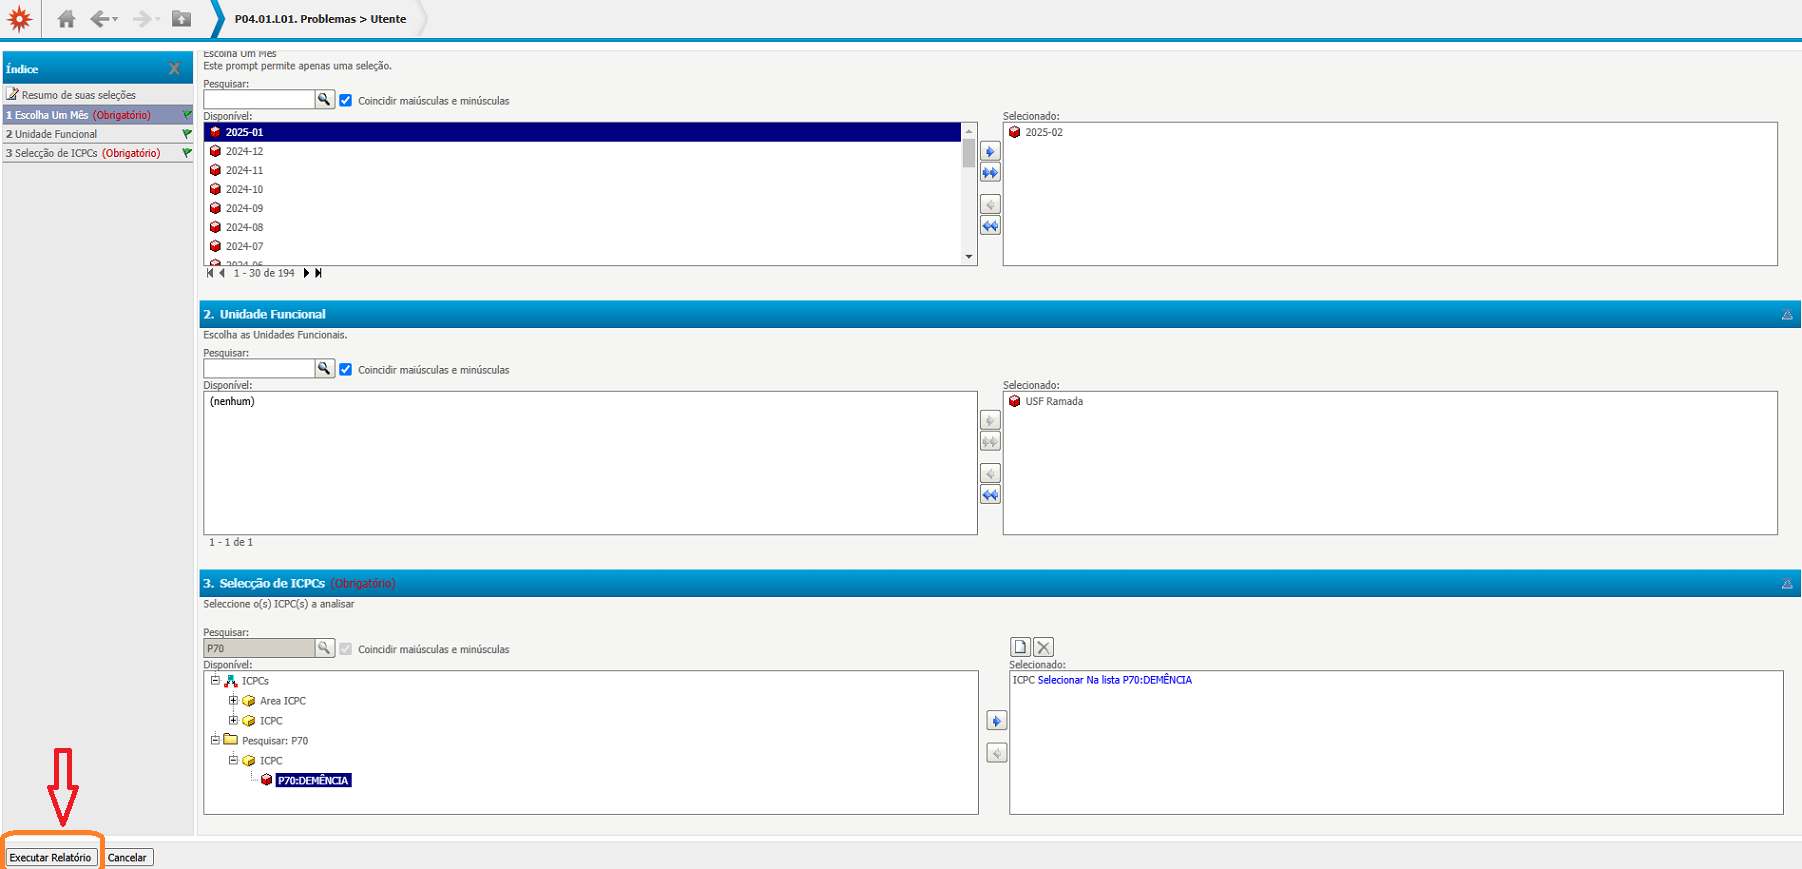 P04.01.L01. Problemas > Utente
Índice
Resumo de suas seleções
1 Escolha Um Mês (Obrigatório)
2 Unidade Funcional
3 Selecção de ICPCs (Obrigatório)
Escolha Um Mês
Este prompt permite apenas uma seleção.
Pesquisar:
Coincidir maiúsculas e minúsculas
Disponível:
2025-01
2024-12
2024-11
2024-10
2024-09
2024-08
2024-07
2024-06
1 - 30 de 194
Selecionado:
2025-02
2. Unidade Funcional
Escolha as Unidades Funcionais.
Pesquisar:
Coincidir maiúsculas e minúsculas
Disponível:
(nenhum)
1 - 1 de 1
Selecionado:
USF Ramada
3. Selecção de ICPCs (Obrigatório)
Seleccione o(s) ICPC(s) a analisar
Pesquisar:
P70
Coincidir maiúsculas e minúsculas
Disponível:
ICPCs
Area ICPC
ICPC
Pesquisar: P70
ICPC
P70:DEMÊNCIA
Selecionado:
ICPC Selecionar Na lista P70:DEMÊNCIA
Executar Relatório
Cancelar